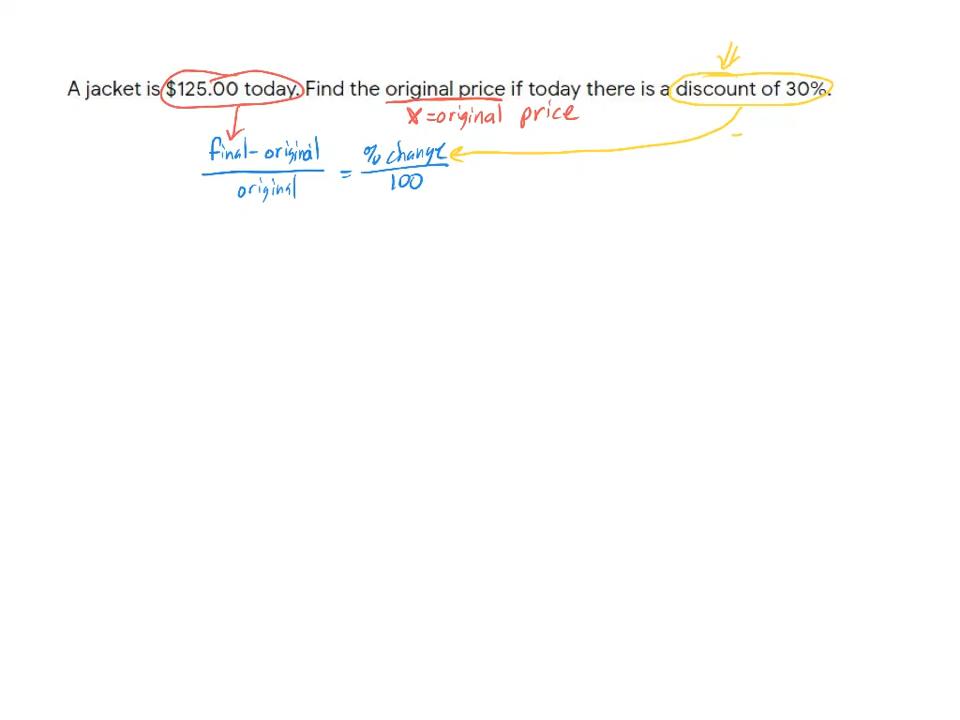 A jacket is $125.00 today. Find the original price if today there is a discount of 30%.
x=original price
final-original = % change
original 100